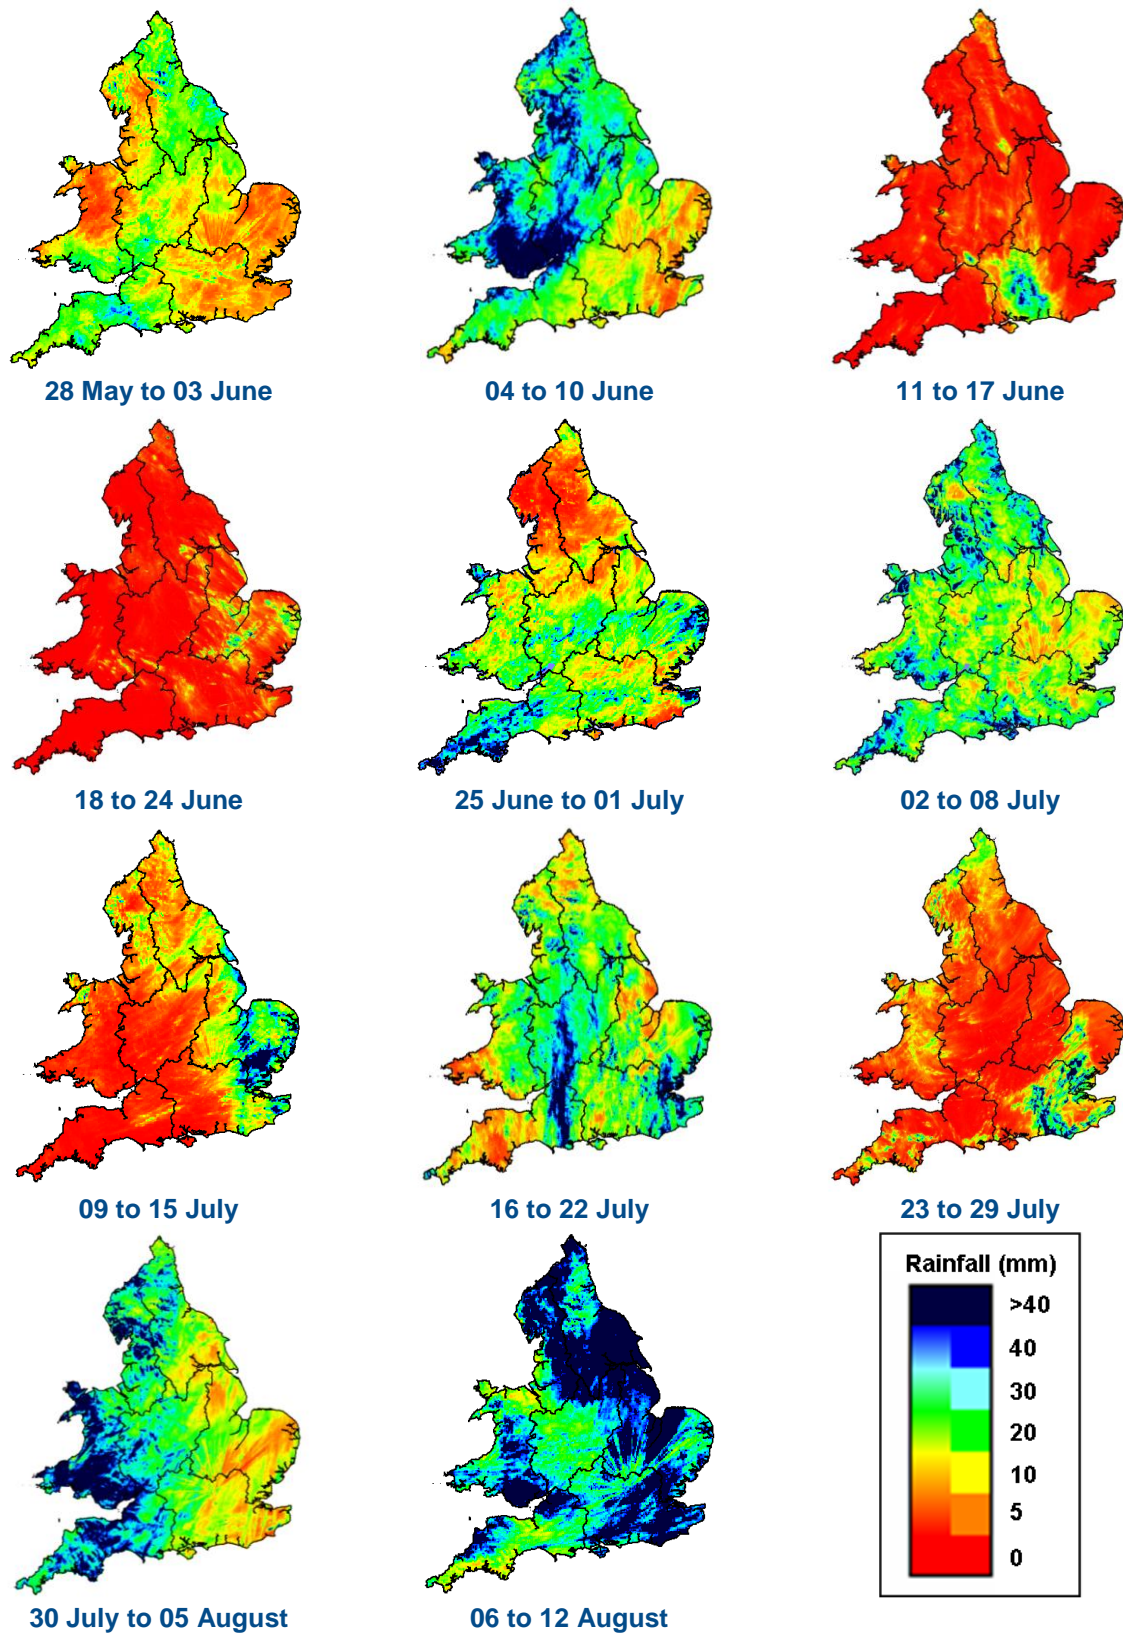 28 May to 03 June
04 to 10 June
11 to 17 June
18 to 24 June
25 June to 01 July
02 to 08 July
09 to 15 July
16 to 22 July
23 to 29 July
Rainfall (mm)
>40
40
30
20
10
5
0
30 July to 05 August
06 to 12 August